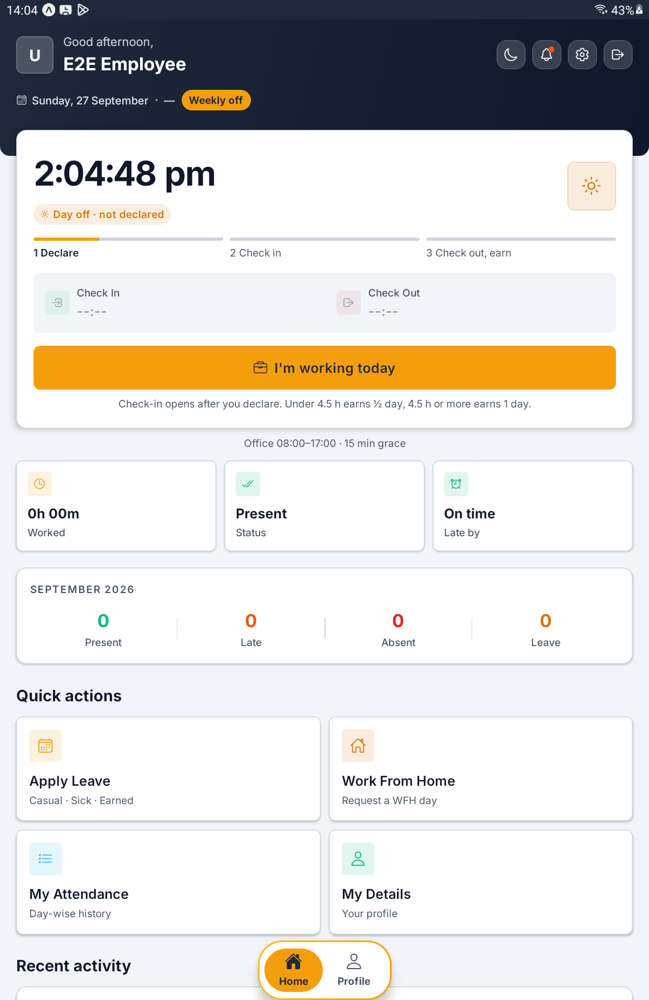 14:04
43%
U
Good afternoon,
E2E Employee
Sunday, 27 September • — Weekly off
2:04:48 pm
Day off · not declared
1 Declare
2 Check in
3 Check out, earn
Check In
--:--
Check Out
--:--
I'm working today
Check-in opens after you declare. Under 4.5 h earns ½ day, 4.5 h or more earns 1 day.
Office 08:00–17:00 · 15 min grace
0h 00m
Worked
Present
Status
On time
Late by
SEPTEMBER 2026
0
Present
0
Late
0
Absent
0
Leave
Quick actions
Apply Leave
Casual · Sick · Earned
Work From Home
Request a WFH day
My Attendance
Day-wise history
My Details
Your profile
Recent activity
Home
Profile